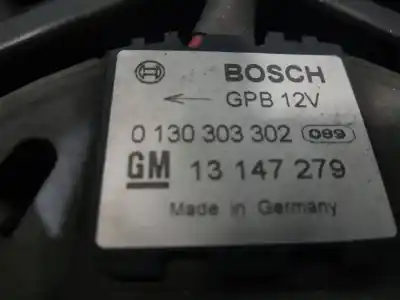 BOSCH
← GPB 12V
0 130 303 302 089
GM 13 147 279
Made in Germany